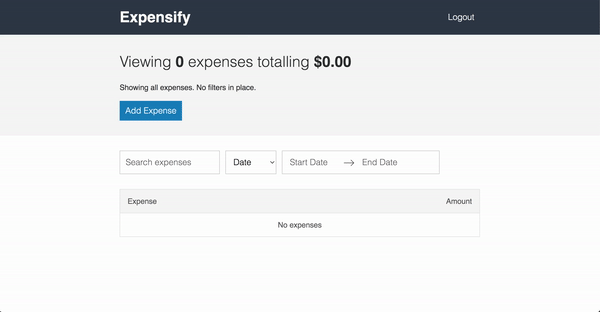 Expensify
Logout
Viewing 0 expenses totalling $0.00
Showing all expenses. No filters in place.
Add Expense
Search expenses
Date
Start Date
End Date
Expense
Amount
No expenses